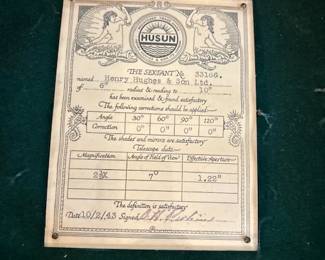 HUSUN
THE SEXTANT No 33166.
named Henry Hughes & Son Ltd.
of 6" radius & reading to 10"
has been examined & found satisfactory
The following corrections should be applied:-
Angle 30° 60° 90° 120°
Correction 0" 0" 0" 0"
The shades and mirrors are satisfactory
Telescope data:-
Magnification Angle of Field of View Effective Aperture
2½X 7° 1.22"
The definition is satisfactory
Date 10/2/43 Signed